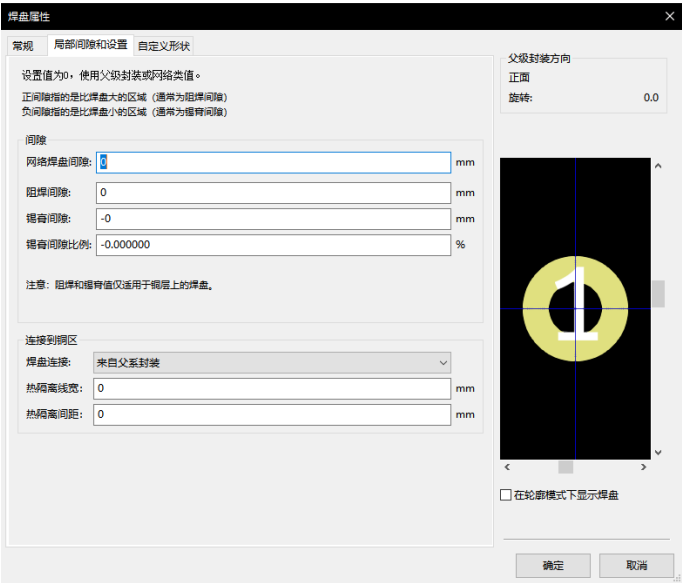 焊盘属性
常规 局部间隙和设置 自定义形状
设置值为0，使用父级封装或网络类值。
正间隙指的是比焊盘大的区域（通常为阻焊间隙）
负间隙指的是比焊盘小的区域（通常为锡膏间隙）
间隙
网络焊盘间隙: 0 mm
阻焊间隙: 0 mm
锡膏间隙: -0 mm
锡膏间隙比例: -0.000000 %
注意：阻焊和锡膏值仅适用于铜层上的焊盘。
连接到铜区
焊盘连接: 来自父系封装
热隔离线宽: 0 mm
热隔离间距: 0 mm
父级封装方向
正面
旋转: 0.0
1
在轮廓模式下显示焊盘
确定 取消